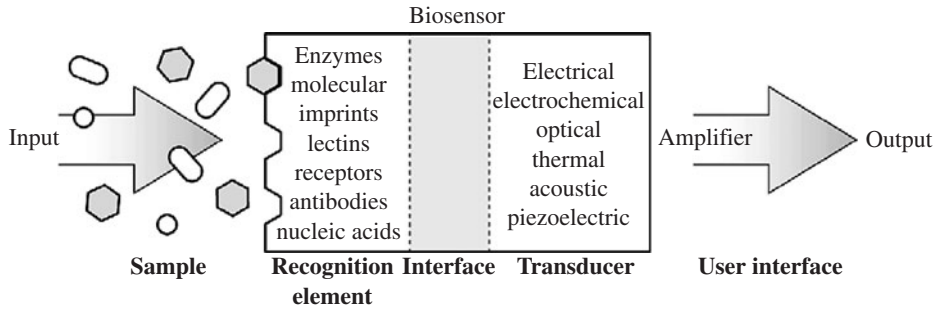 Biosensor
Input
Enzymes
molecular
imprints
lectins
receptors
antibodies
nucleic acids
Electrical
electrochemical
optical
thermal
acoustic
piezoelectric
Amplifier
Output
Sample
Recognition
element
Interface
Transducer
User interface